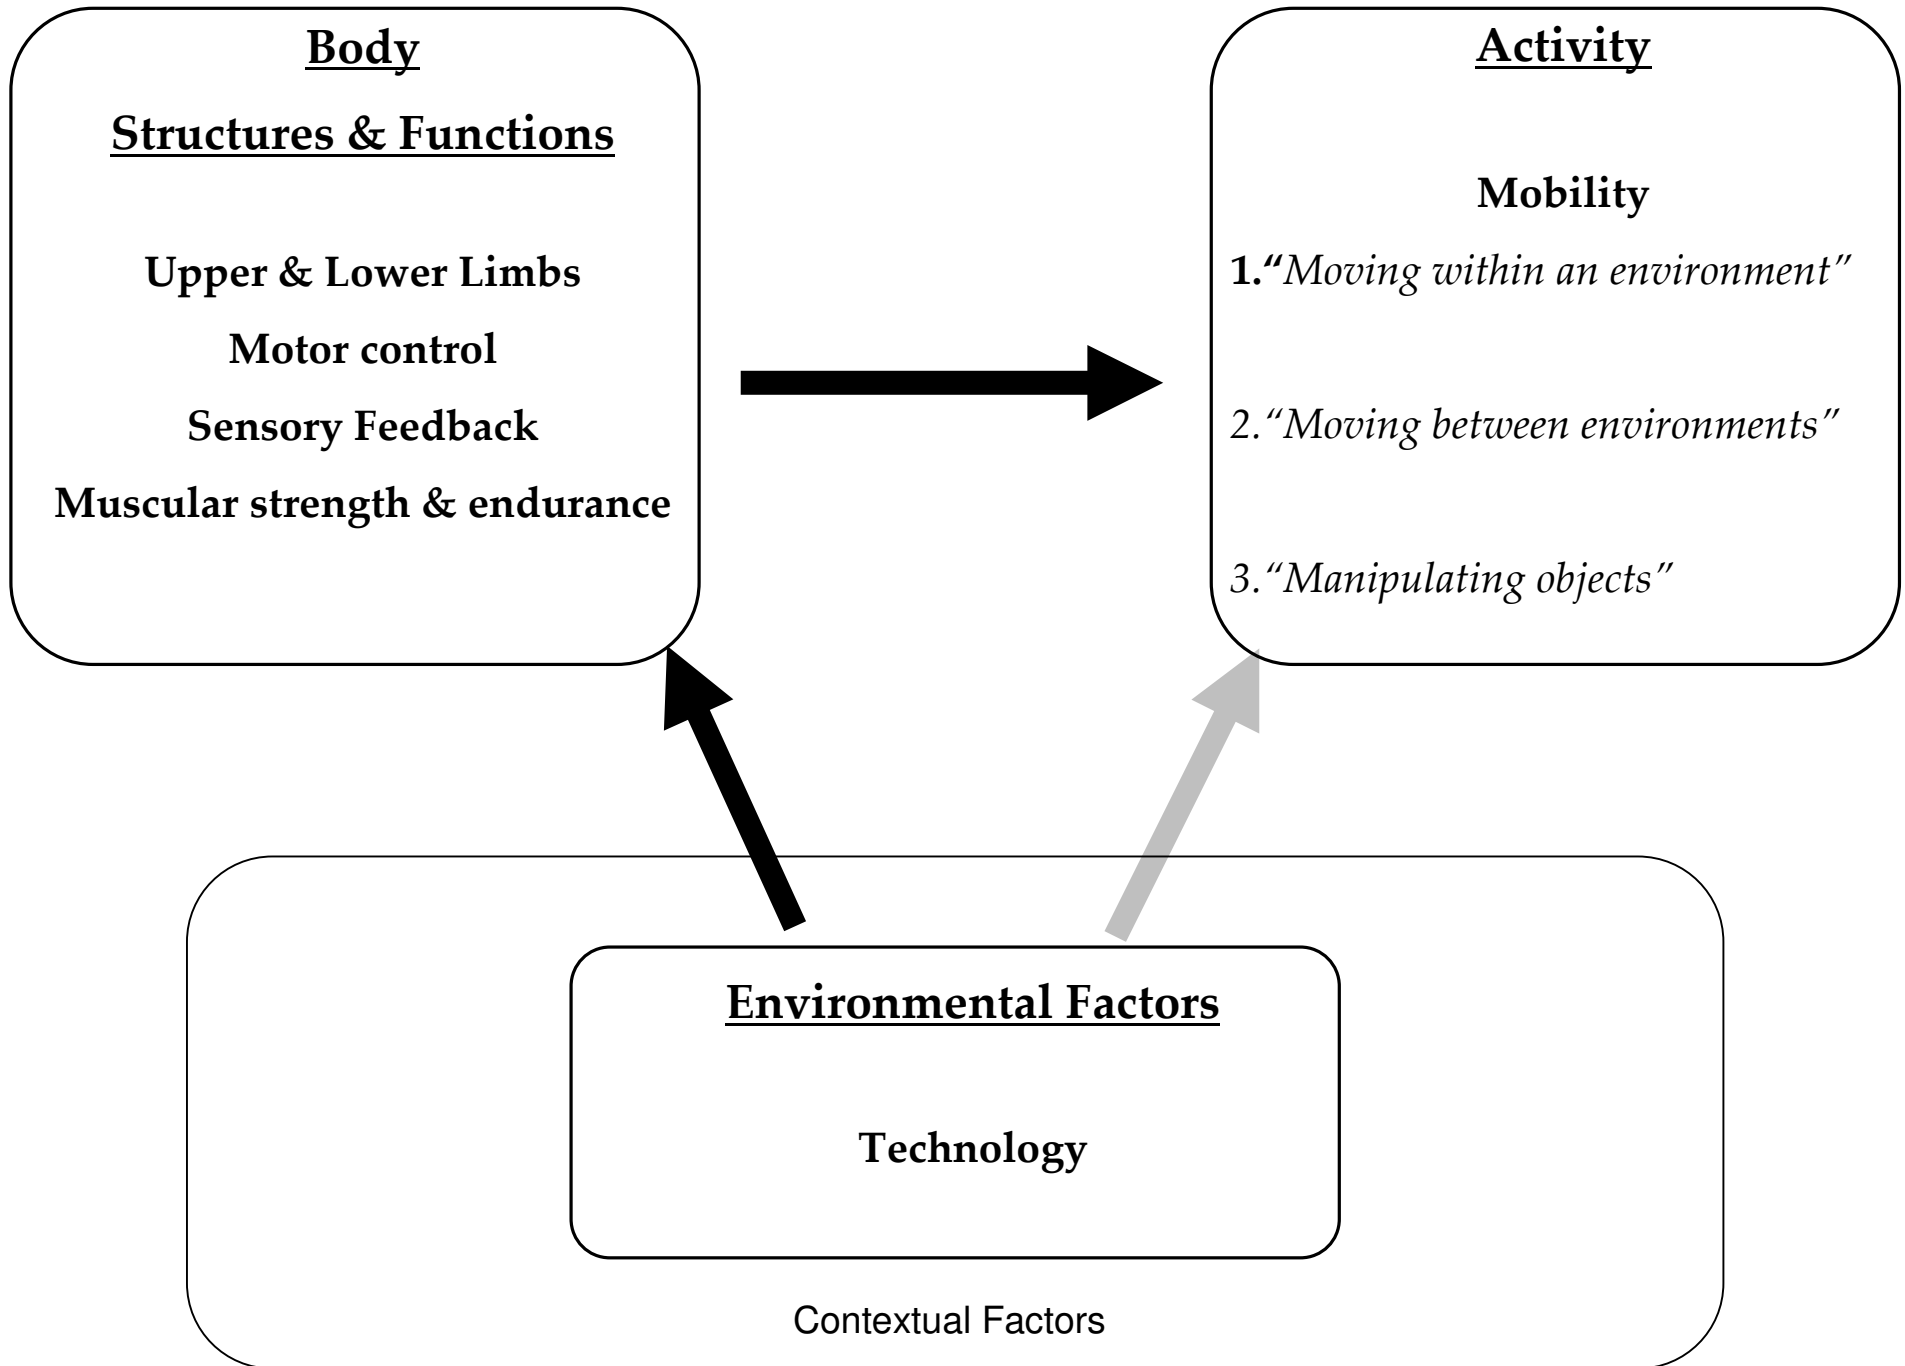 Body
Structures & Functions
Upper & Lower Limbs
Motor control
Sensory Feedback
Muscular strength & endurance
Activity
Mobility
1.“Moving within an environment”
2.“Moving between environments”
3.“Manipulating objects”
Environmental Factors
Technology
Contextual Factors